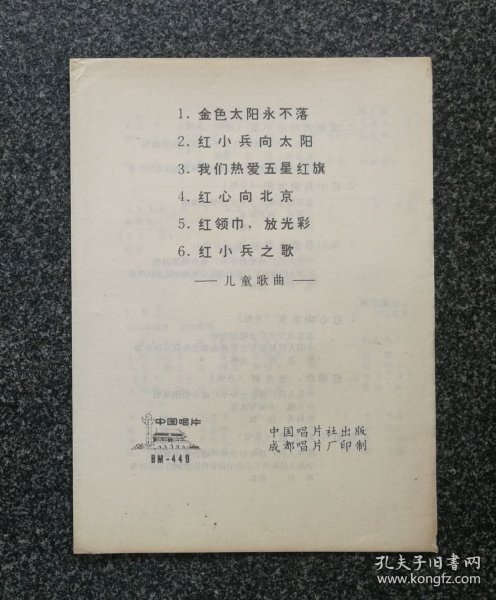 1. 金色太阳永不落
2. 红小兵向太阳
3. 我们热爱五星红旗
4. 红心向北京
5. 红领巾，放光彩
6. 红小兵之歌
—— 儿童歌曲 ——
中国唱片
BM-449
中国唱片社出版
成都唱片厂印制
孔夫子旧书网
www.kongfz.com